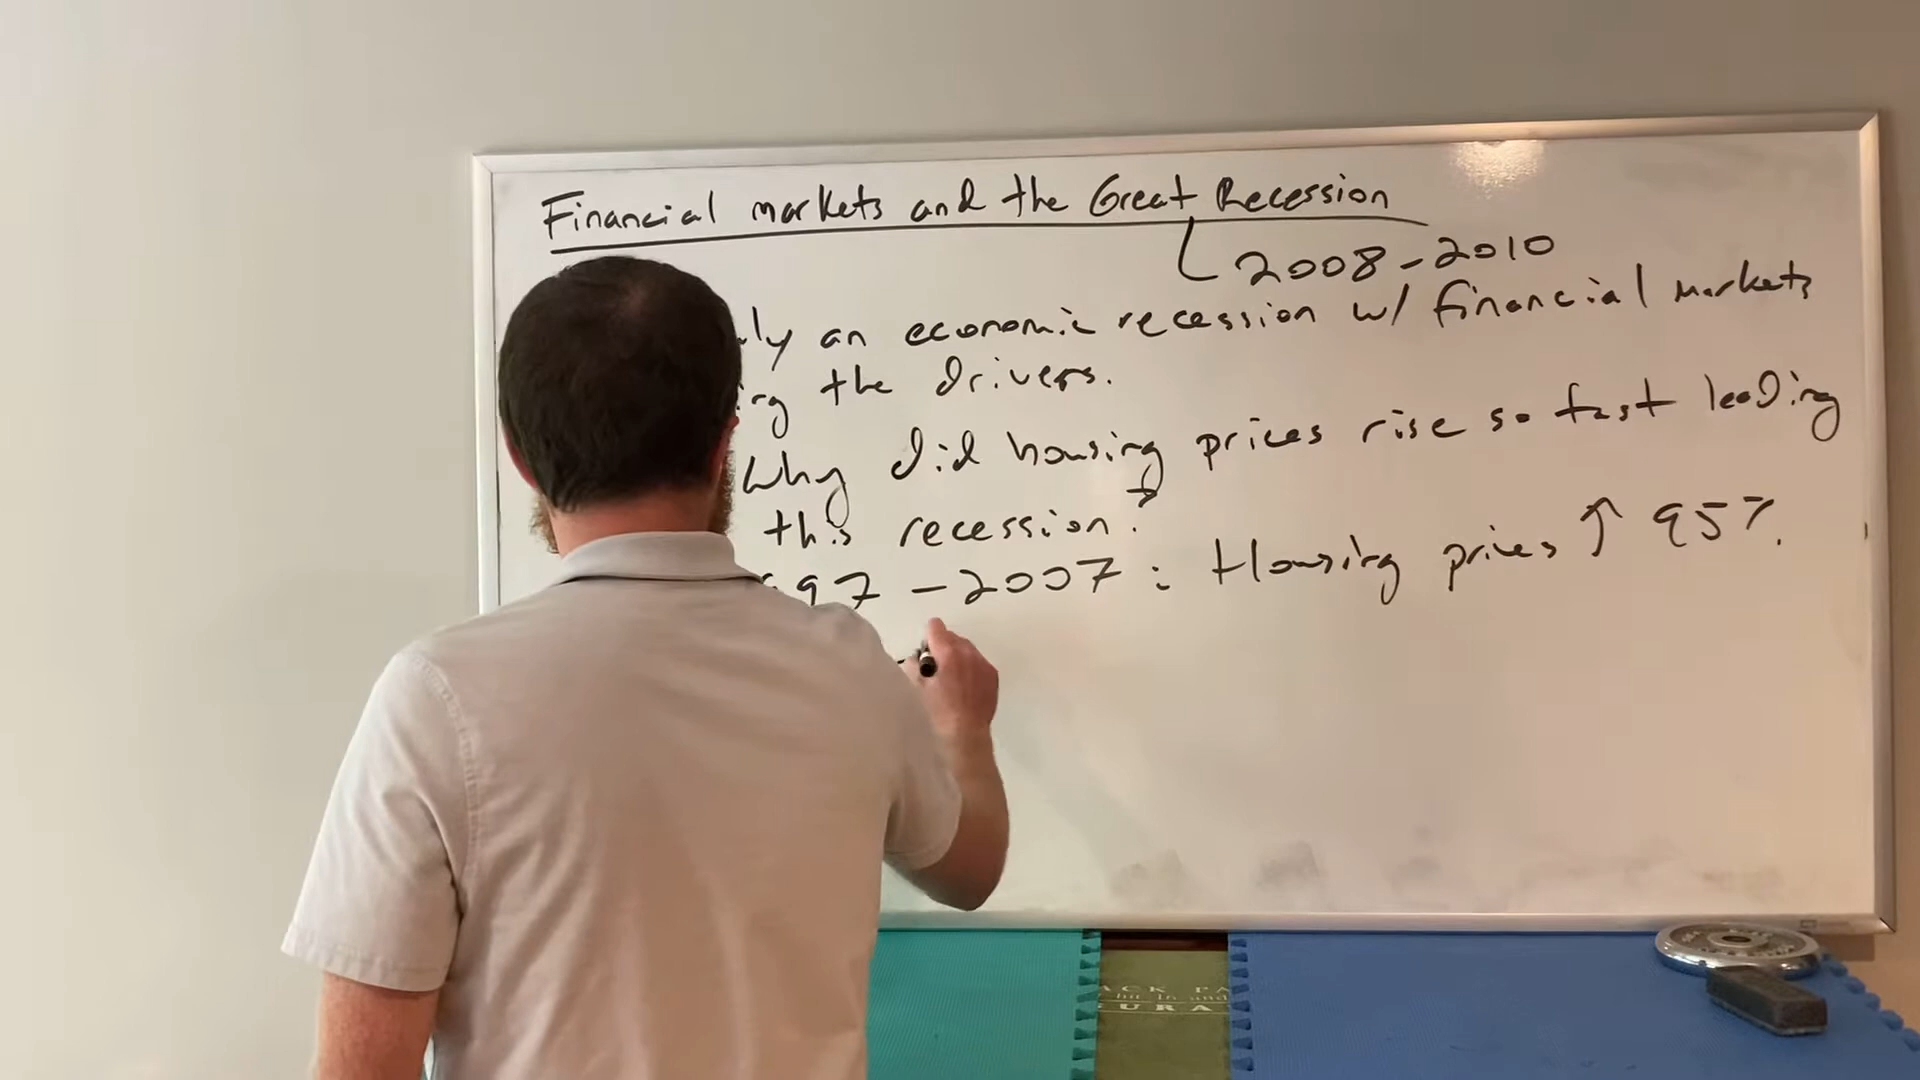 Financial markets and the Great Recession
2008-2010
an economic recession w/ financial markets
the drivers.
Why did housing prices rise so fast leading
this recession?
97-2007: Housing prices ↑ 95%